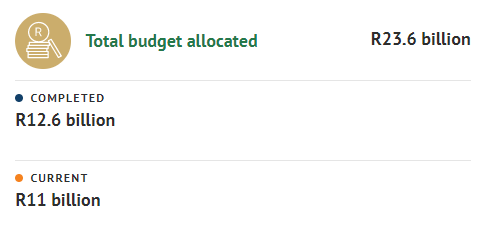 R
Total budget allocated
R23.6 billion
COMPLETED
R12.6 billion
CURRENT
R11 billion